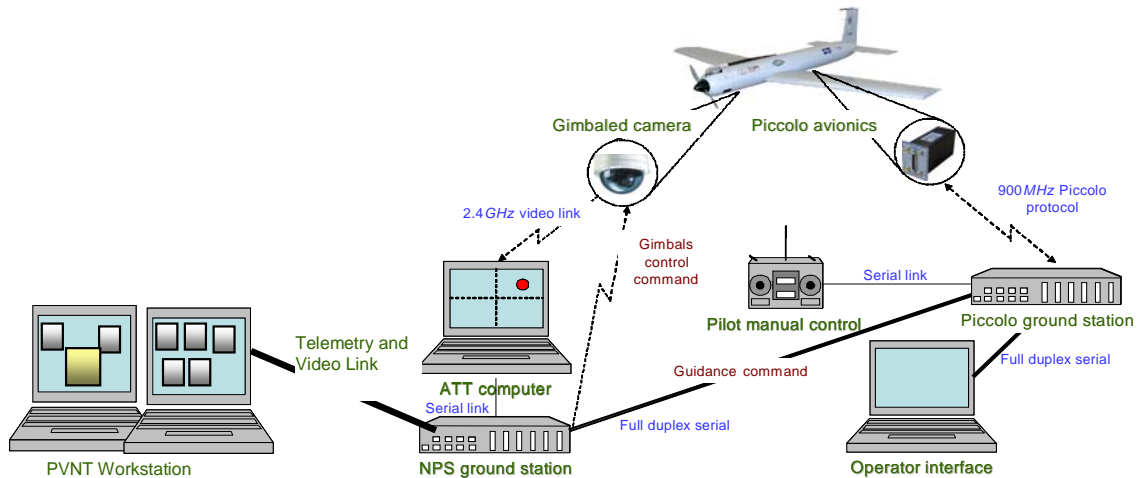 Gimbaled camera
Piccolo avionics
2.4GHz video link
900MHz Piccolo
protocol
Gimbals
control
command
Serial link
Pilot manual control
Piccolo ground station
Telemetry and
Video Link
ATT computer
Guidance command
Full duplex serial
Serial link
Full duplex serial
PVNT Workstation
NPS ground station
Operator interface